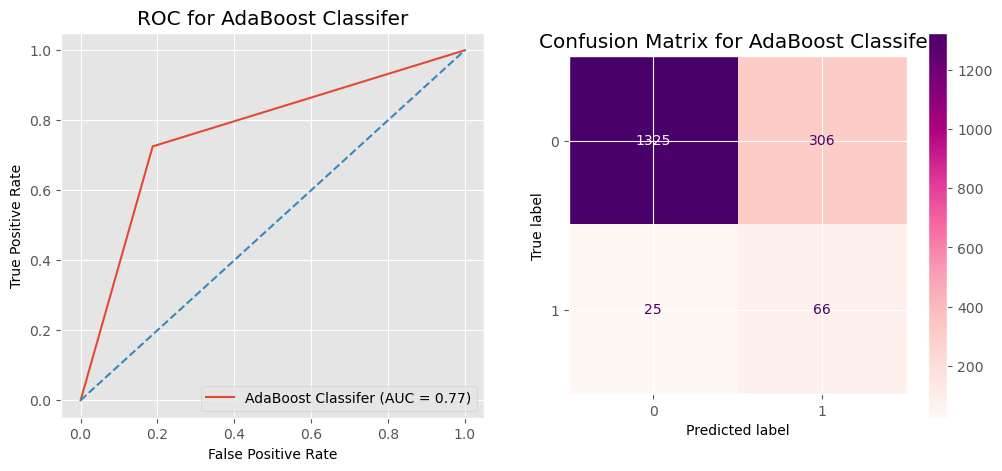 ROC for AdaBoost Classifer
1.0
0.8
0.6
0.4
0.2
0.0
True Positive Rate
0.0 0.2 0.4 0.6 0.8 1.0
False Positive Rate
AdaBoost Classifer (AUC = 0.77)
Confusion Matrix for AdaBoost Classife
True label
0
1
1325 306
25 66
0 1
Predicted label
1200
1000
800
600
400
200